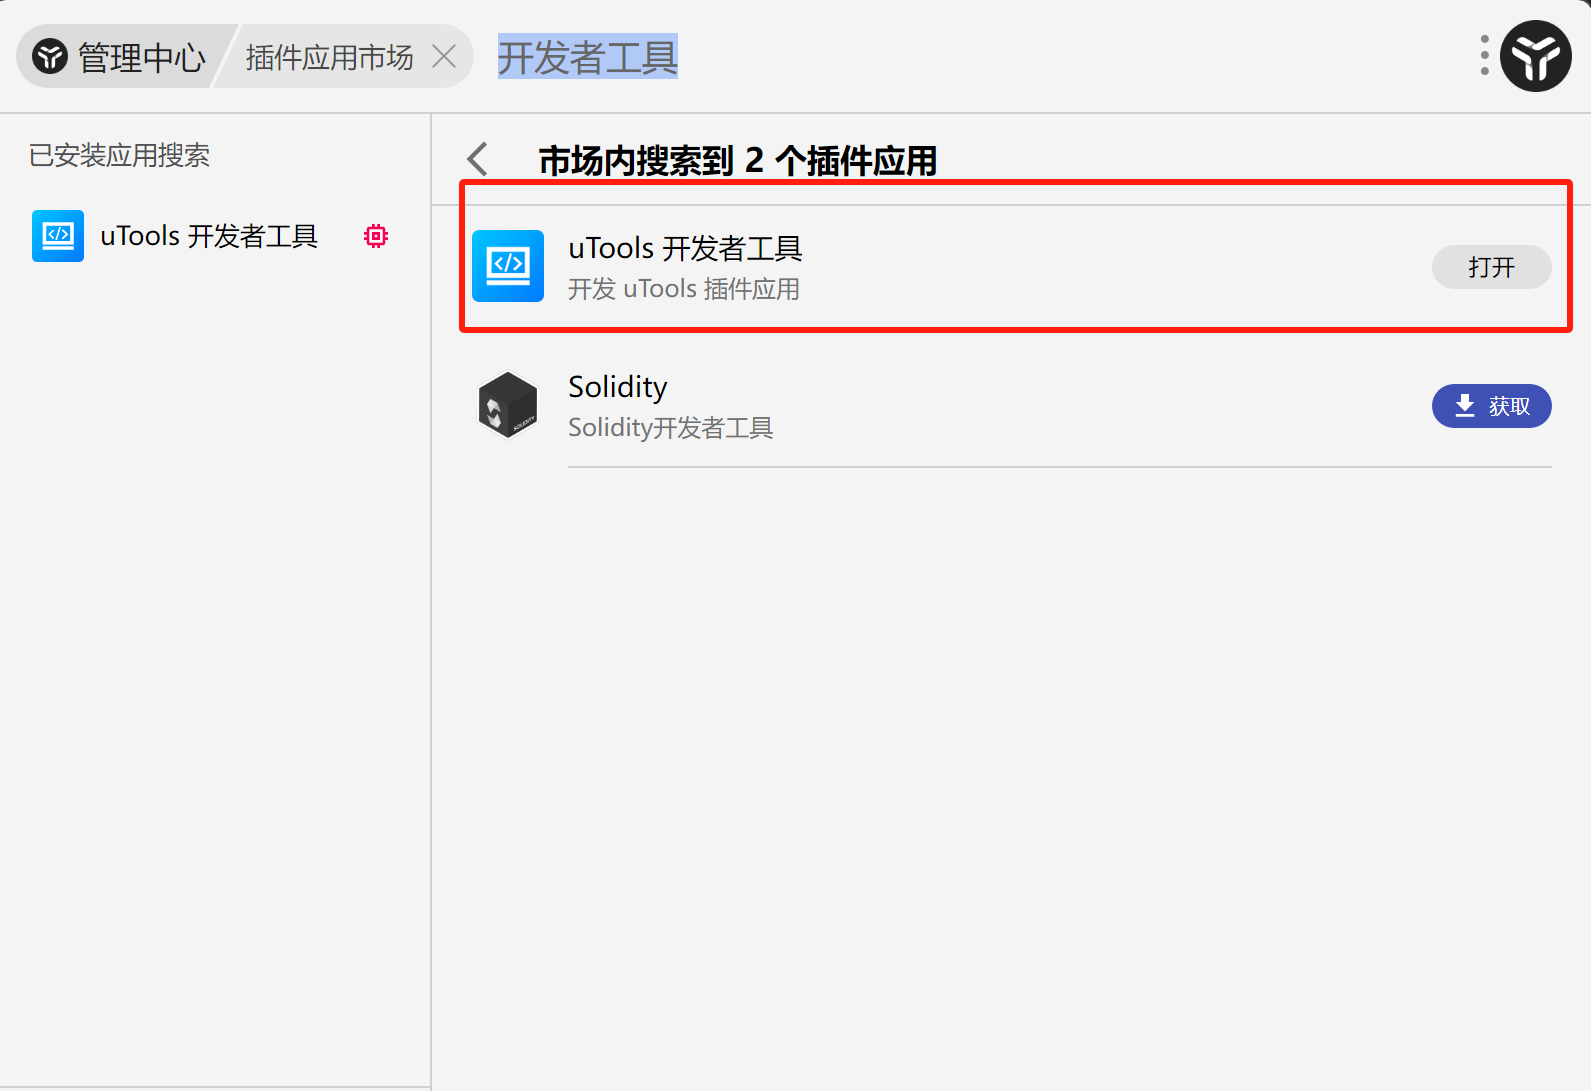 管理中心
插件应用市场
开发者工具
已安装应用搜索
uTools 开发者工具
市场内搜索到 2 个插件应用
uTools 开发者工具
开发 uTools 插件应用
打开
Solidity
Solidity开发者工具
获取
SOLIDITY